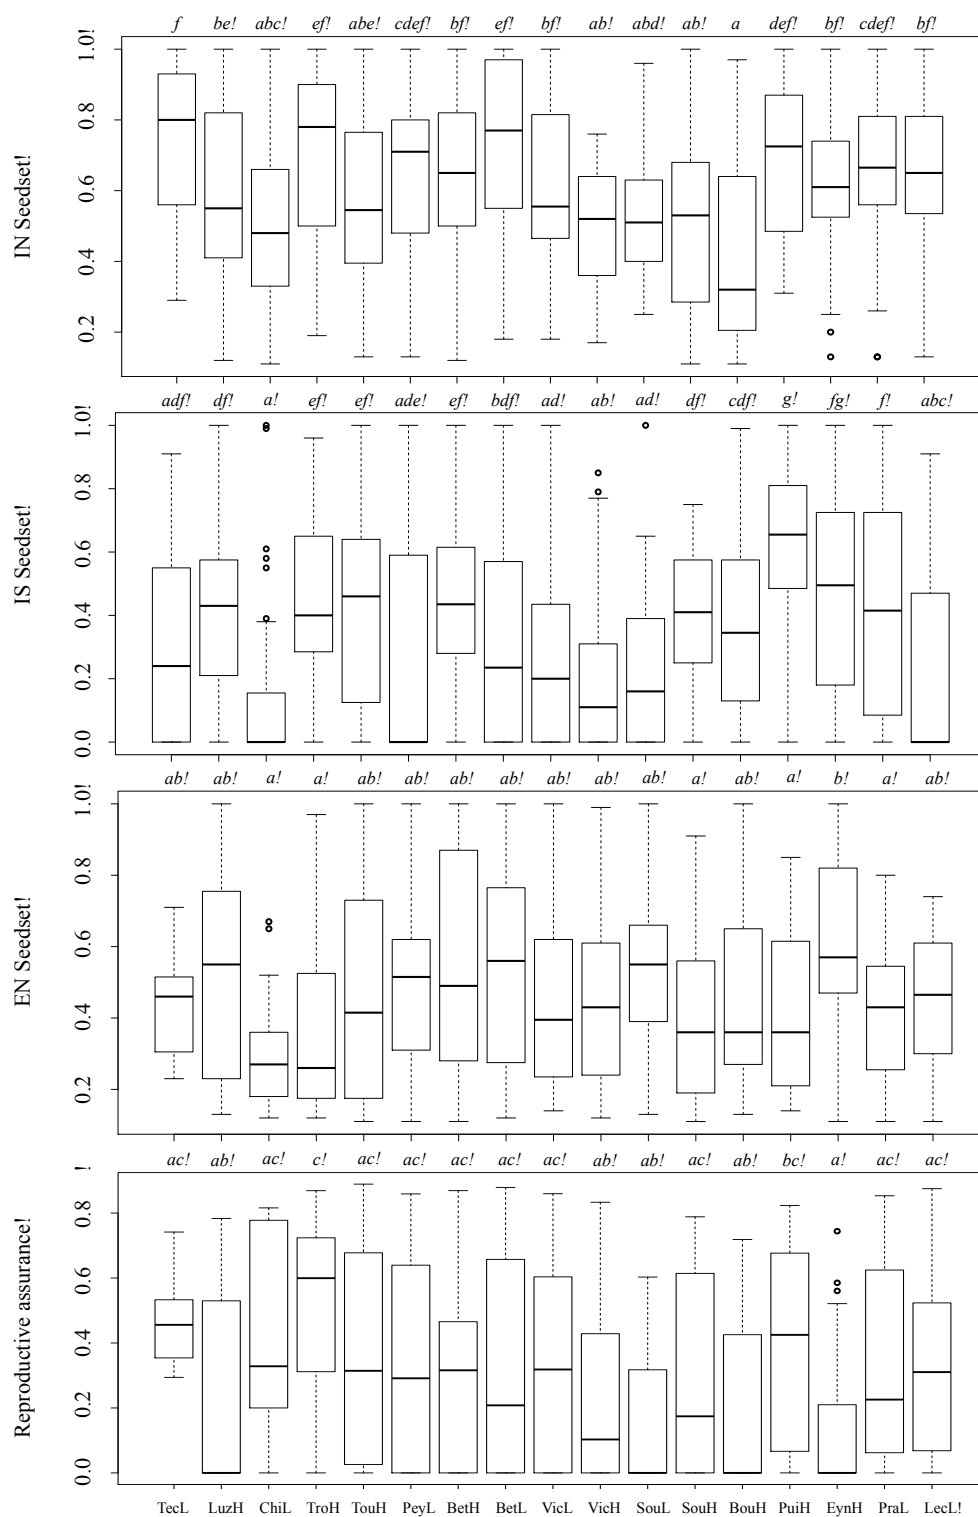 f be! abc! ef! abe! cdef! bf! ef! bf! ab! abd! ab! a def! bf! cdef! bf!
IN Seedset!
1.0!
0.8
0.6
0.4
0.2
adf! df! a! ef! ef! ade! ef! bdf! ad! ab! ad! df! cdf! g! fg! f! abc!
IS Seedset!
1.0!
0.8
0.6
0.4
0.2
0.0
ab! ab! a! a! ab! ab! ab! ab! ab! ab! ab! a! ab! a! b! a! ab!
EN Seedset!
1.0!
0.8
0.6
0.4
0.2
ac! ab! ac! c! ac! ac! ac! ac! ac! ab! ab! ac! ab! bc! a! ac! ac!
Reproductive assurance!
!
0.8
0.6
0.4
0.2
0.0
TecL LuzH ChiL TroH TouH PeyL BetH BetL VicL VicH SouL SouH BouH PuiH EynH PraL LecL!